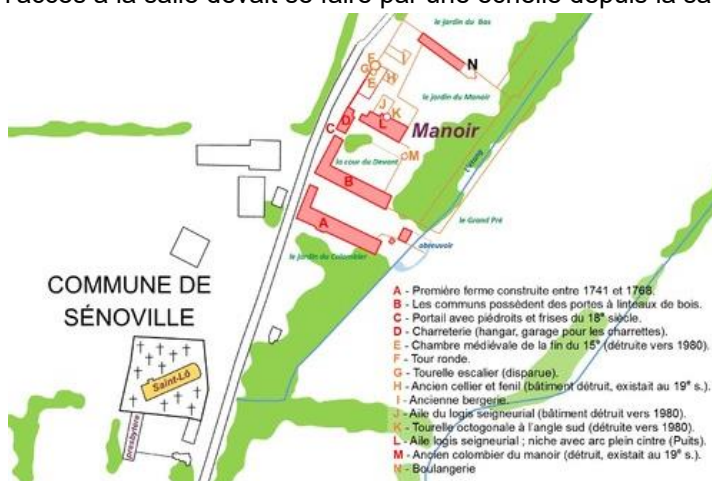 l'accès à la salle devait se faire par une échelle depuis la sa
le jardin du Bas
N
I
F
G
H
E
le jardin du Manoir
J
K
D
L
C
Manoir
M
la cour du Devant
B
l'étang
A
le Grand Pré
abreuvoir
le jardin du Colombier
COMMUNE DE
SÉNOVILLE
Saint-Lô
presbytère
A - Première ferme construite entre 1741 et 1768.
B - Les communs possèdent des portes à linteaux de bois.
C - Portail avec piédroits et frises du 18e siècle.
D - Charreterie (hangar, garage pour les charrettes).
E - Chambre médiévale de la fin du 15e (détruite vers 1980).
F - Tour ronde.
G - Tourelle escalier (disparue).
H - Ancien cellier et fenil (bâtiment détruit, existait au 19e s.).
I - Ancienne bergerie.
J - Aile du logis seigneurial (bâtiment détruit vers 1980).
K - Tourelle octogonale à l'angle sud (détruite vers 1980).
L - Aile logis seigneurial ; niche avec arc plein cintre (Puits).
M - Ancien colombier du manoir (détruit, existait au 19e s.).
N - Boulangerie